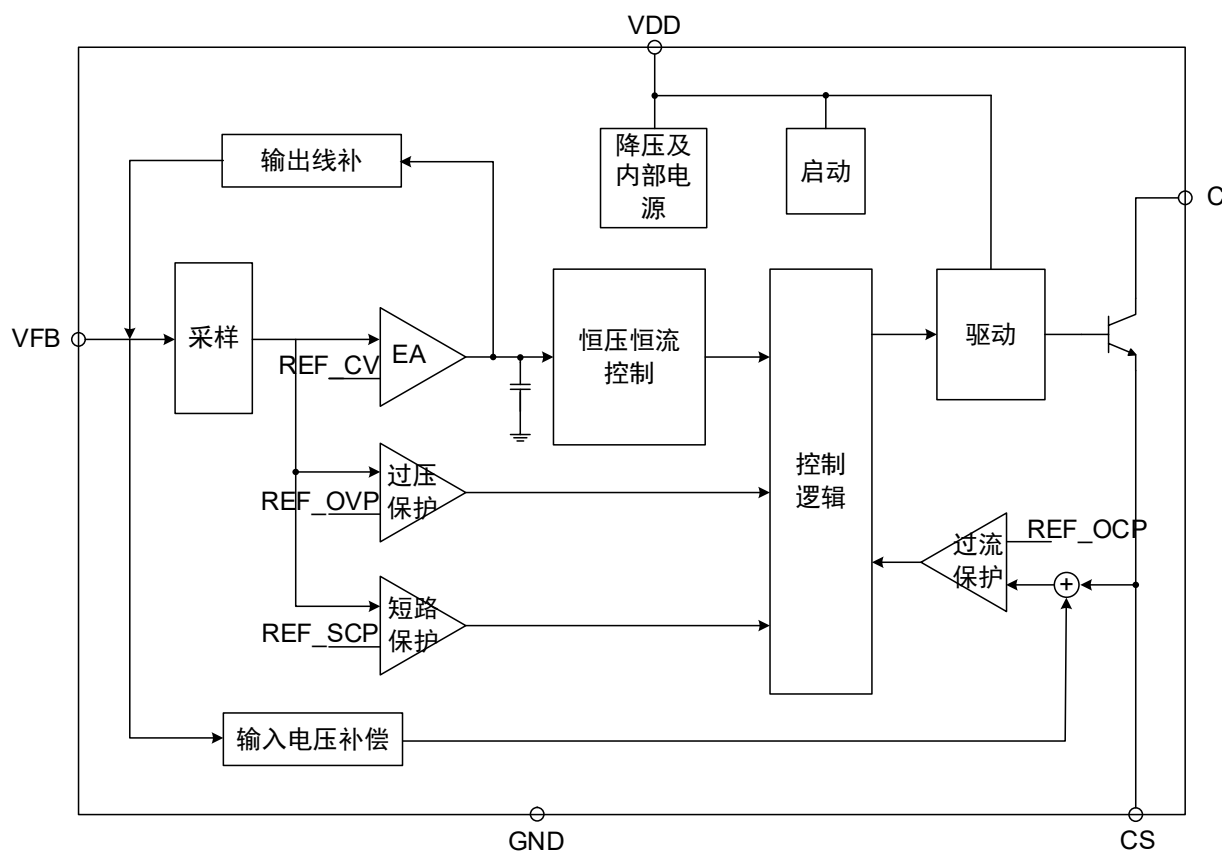 VDD
输出线补
降压及
内部电
源
启动
C
VFB
采样
REF_CV
EA
恒压恒流
控制
驱动
过压
保护
REF_OVP
控制
逻辑
过流
保护
REF_OCP
+
短路
保护
REF_SCP
输入电压补偿
GND
CS